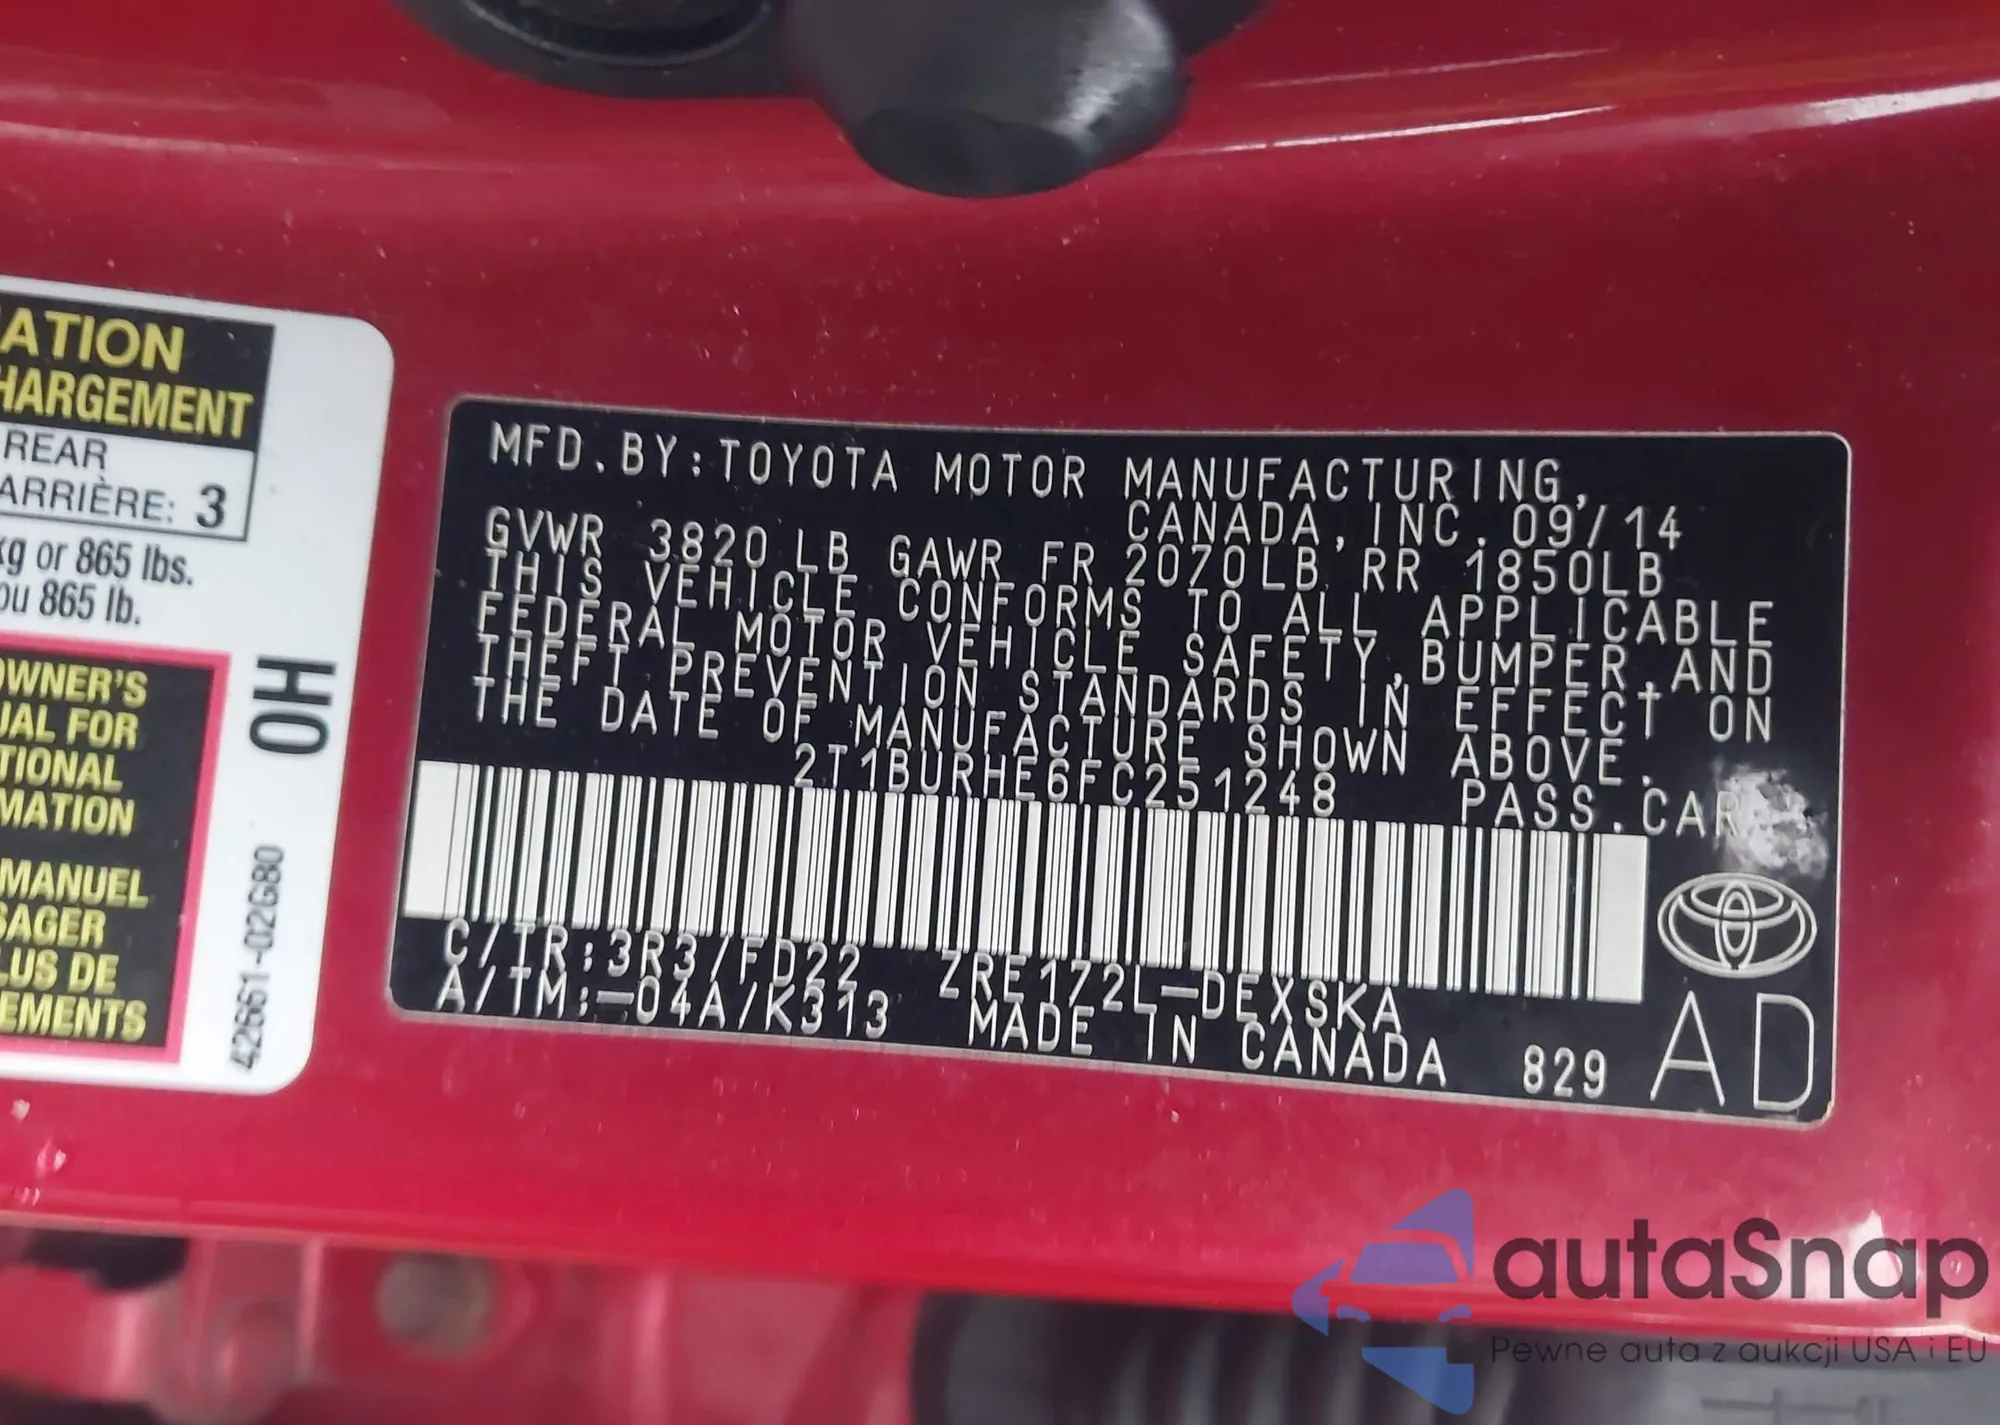 ATION
HARGEMENT
REAR
ARRIÈRE: 3
kg or 865 lbs.
ou 865 lb.
OWNER'S
UAL FOR
TIONAL
MATION
MANUEL
SAGER
LUS DE
EMENTS
OH
42661-02G80
MFD.BY:TOYOTA MOTOR MANUFACTURING,
CANADA,INC. 09/14
GVWR 3820 LB GAWR FR 2070LB RR 1850LB
THIS VEHICLE CONFORMS TO ALL APPLICABLE
FEDERAL MOTOR VEHICLE SAFETY,BUMPER,AND
THEFT PREVENTION STANDARDS IN EFFECT ON
THE DATE OF MANUFACTURE SHOWN ABOVE.
2T1BURHE6FC251248 PASS.CAR
C/TR:3R3/FD22 ZRE172L-DEXSKA
A/TM:-04A/K313 MADE IN CANADA 829 AD
autaSnap
Pewne auta z aukcji USA i EU